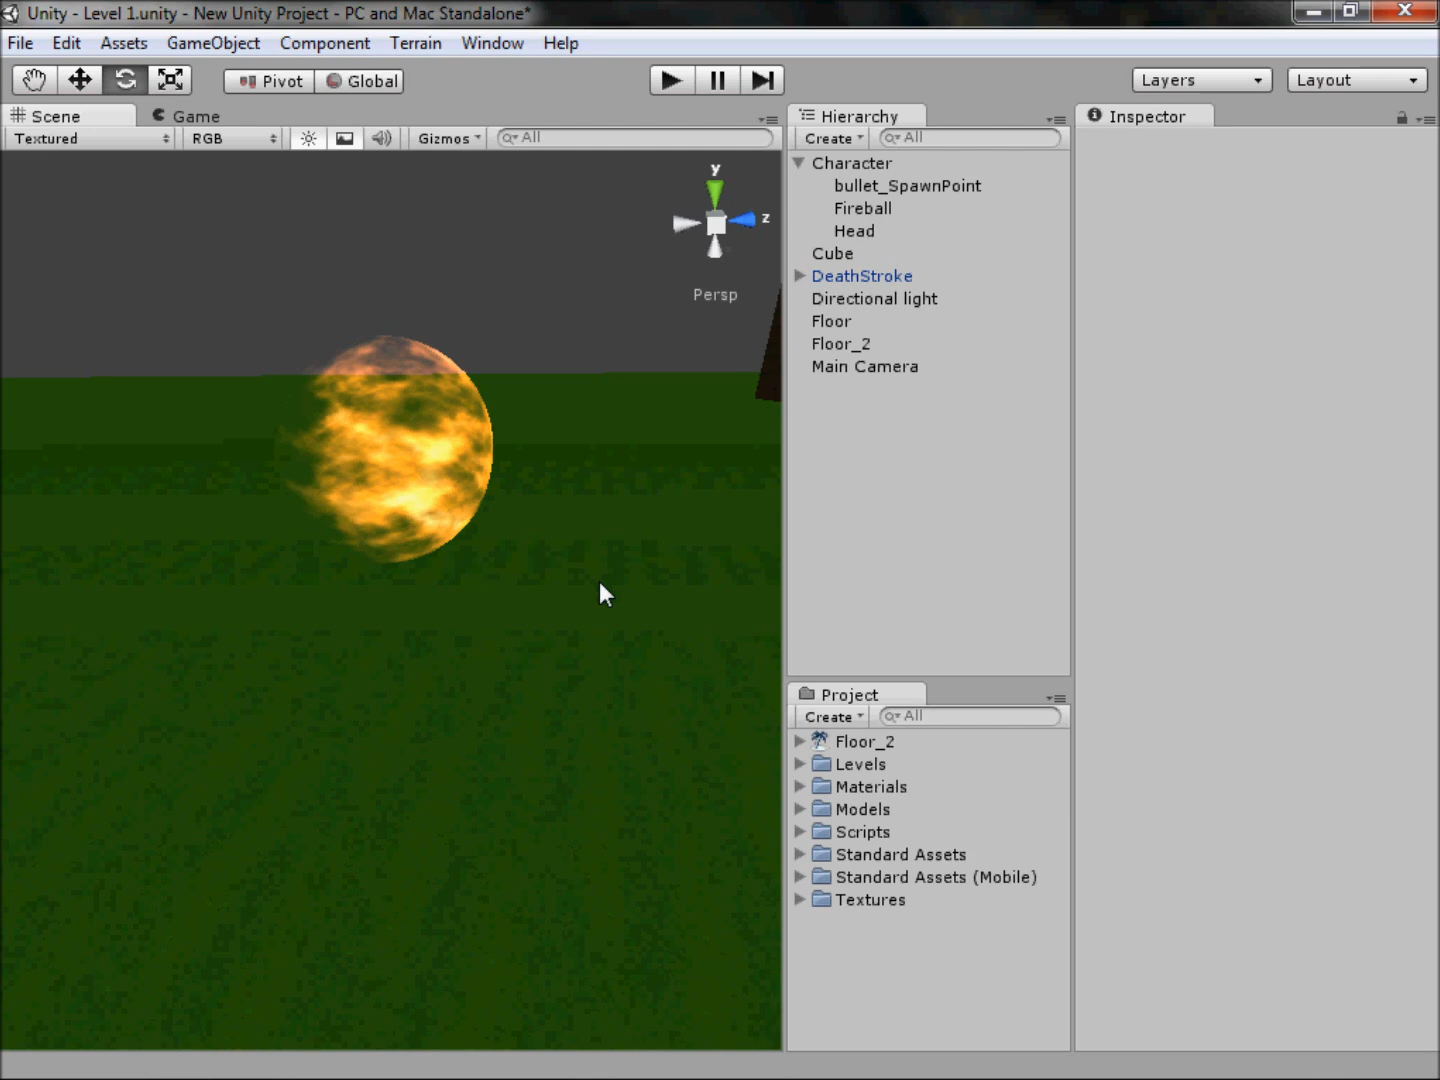 Unity - Level 1.unity - New Unity Project - PC and Mac Standalone*
File Edit Assets GameObject Component Terrain Window Help
Pivot Global Layers Layout
Scene Game
Textured RGB Gizmos All
y
z
Persp
Hierarchy
Create All
Character
bullet_SpawnPoint
Fireball
Head
Cube
DeathStroke
Directional light
Floor
Floor_2
Main Camera
Project
Create All
Floor_2
Levels
Materials
Models
Scripts
Standard Assets
Standard Assets (Mobile)
Textures
Inspector